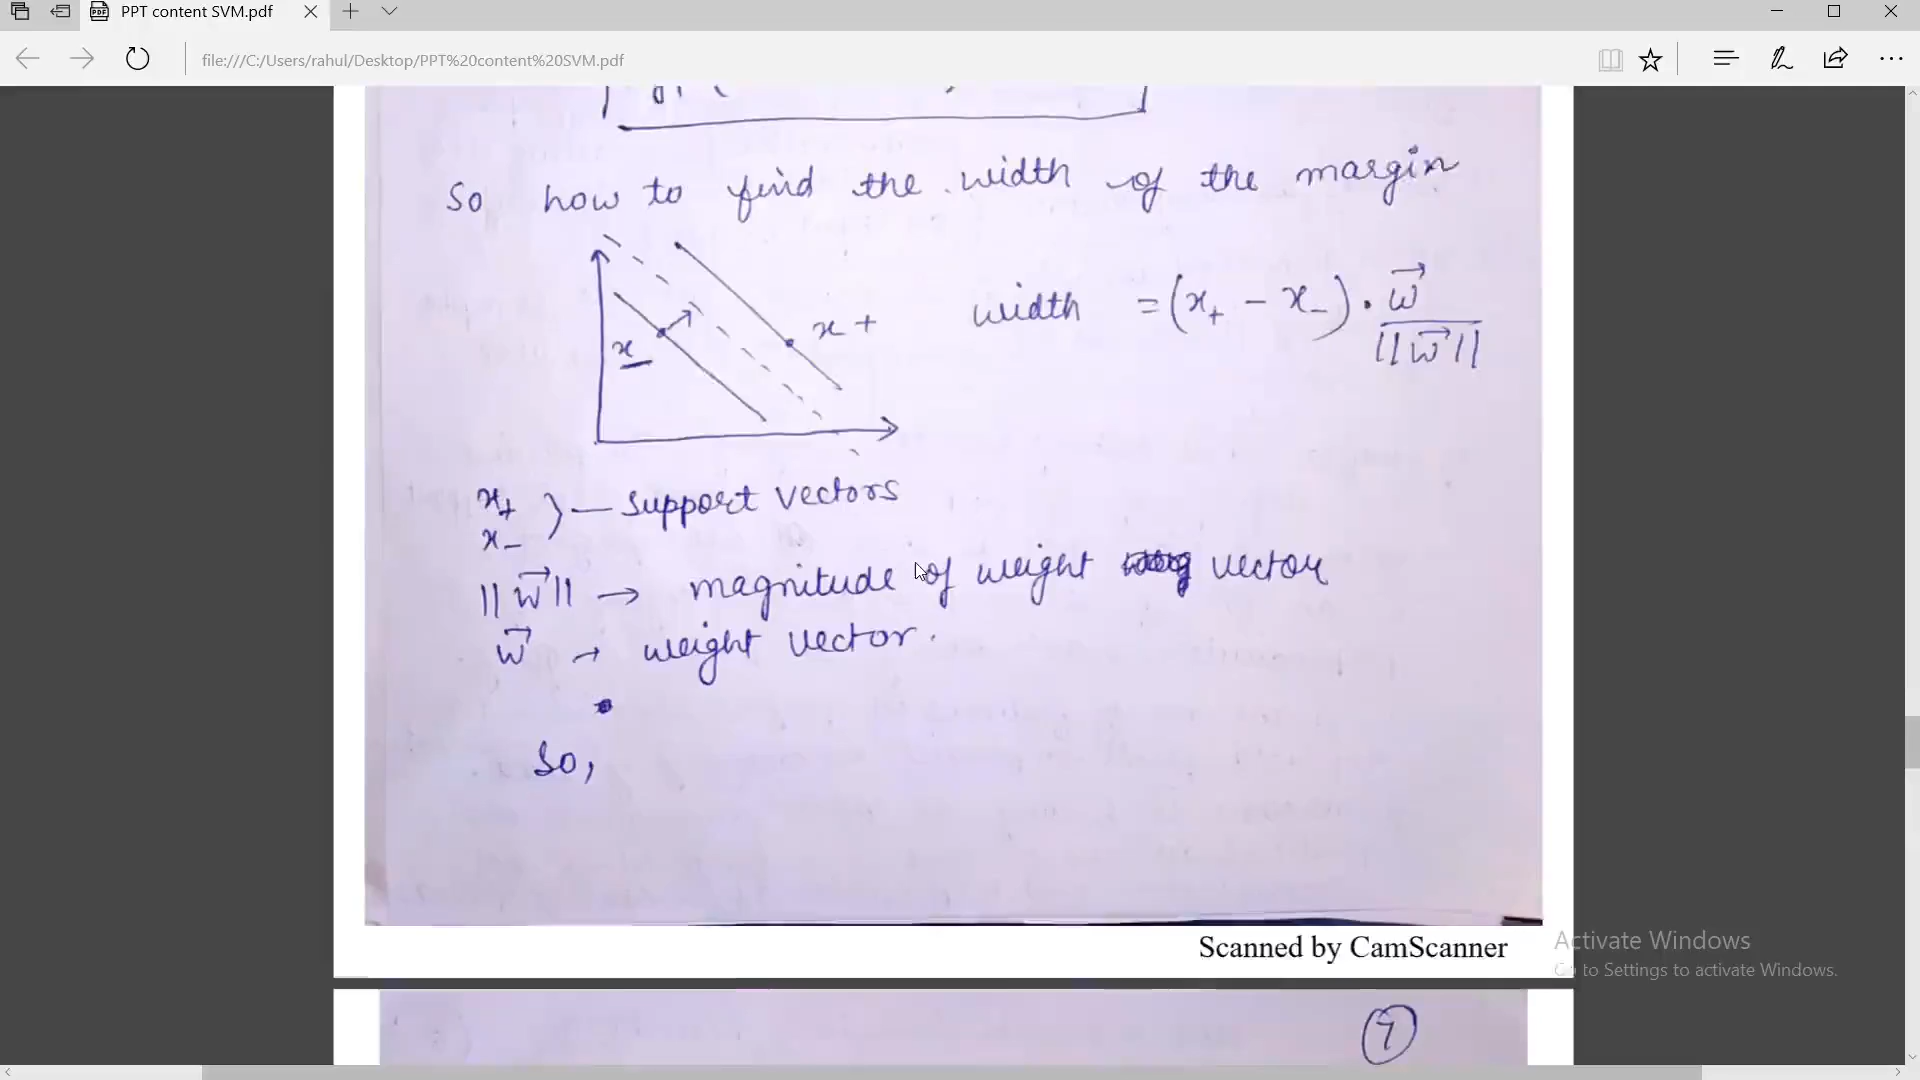 PPT content SVM.pdf
file:///C:/Users/rahul/Desktop/PPT%20content%20SVM.pdf
So how to find the width of the margin
x+
x-
width = (x₊ - x₋) · w⃗ / ||w⃗||
x₊
x₋ } — support vectors
||w⃗|| → magnitude of weight vector
w⃗ → weight vector.
So,
Scanned by CamScanner
Activate Windows
Go to Settings to activate Windows.
7